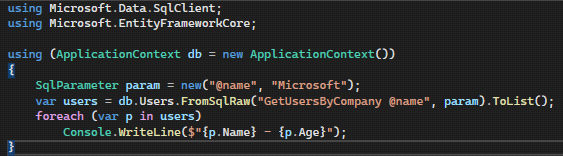 using Microsoft.Data.SqlClient;
using Microsoft.EntityFrameworkCore;
using (ApplicationContext db = new ApplicationContext())
{
SqlParameter param = new("@name", "Microsoft");
var users = db.Users.FromSqlRaw("GetUsersByCompany @name", param).ToList();
foreach (var p in users)
Console.WriteLine($"{p.Name} - {p.Age}");
}